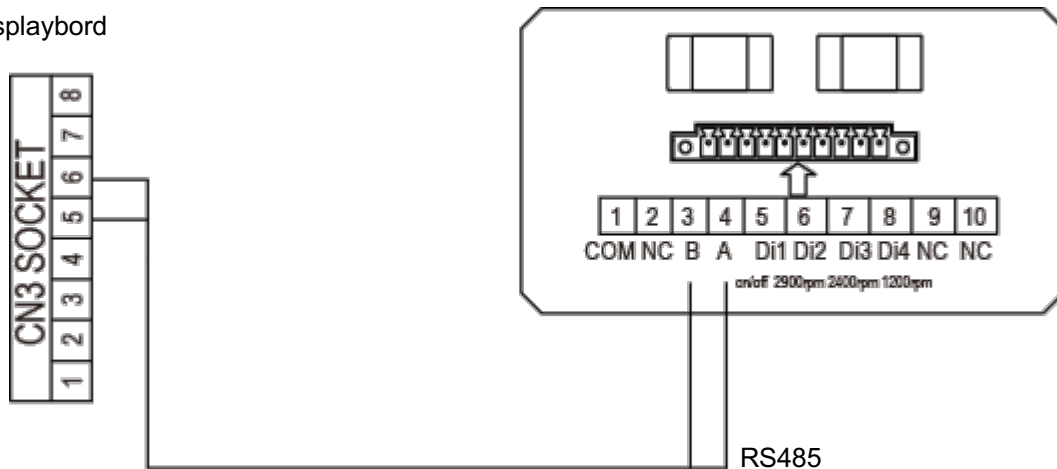 splaybord
CN3 SOCKET
8
7
6
5
4
3
2
1
1 2 3 4 5 6 7 8 9 10
COM NC B A Di1 Di2 Di3 Di4 NC NC
on/off 2900rpm 2400rpm 1200rpm
RS485